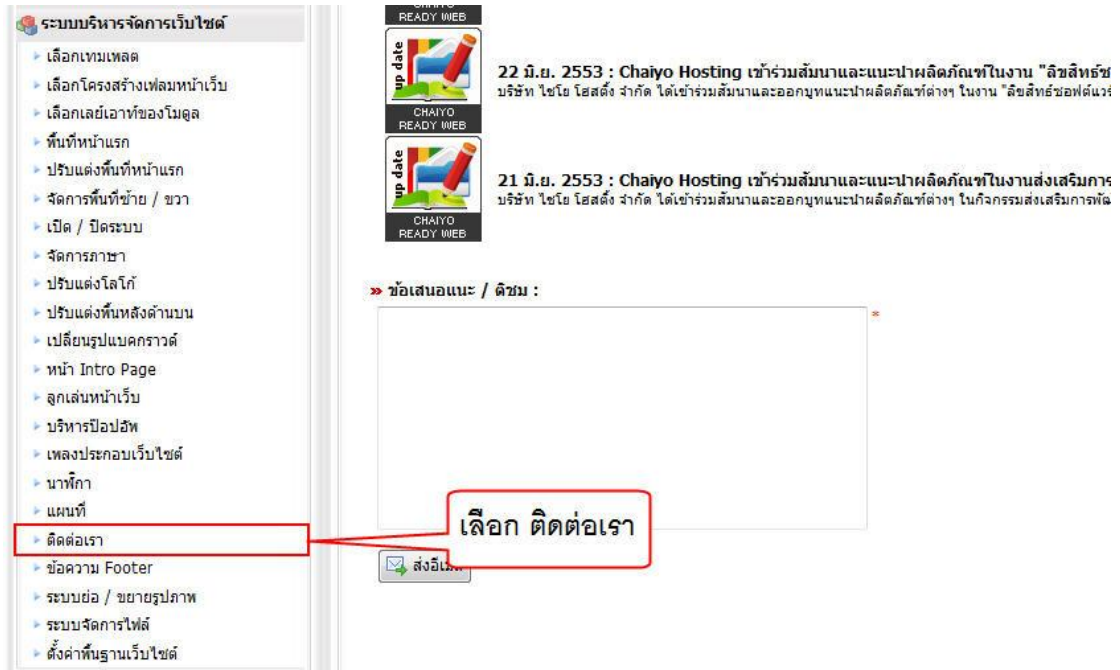 ระบบบริหารจัดการเว็บไซต์
เลือกเทมเพลต
เลือกโครงสร้างเฟลมหน้าเว็บ
เลือกเลย์เอาท์ของโมดูล
พื้นที่หน้าแรก
ปรับแต่งพื้นที่หน้าแรก
จัดการพื้นที่ซ้าย / ขวา
เปิด / ปิดระบบ
จัดการภาษา
ปรับแต่งโลโก้
ปรับแต่งพื้นหลังด้านบน
เปลี่ยนรูปแบคกราวด์
หน้า Intro Page
ลูกเล่นหน้าเว็บ
บริหารป๊อปอัพ
เพลงประกอบเว็บไซต์
นาฬิกา
แผนที่
ติดต่อเรา
ข้อความ Footer
ระบบย่อ / ขยายรูปภาพ
ระบบจัดการไฟล์
ตั้งค่าพื้นฐานเว็บไซต์
READY WEB
up date
CHAIYO
READY WEB
22 มิ.ย. 2553 : Chaiyo Hosting เข้าร่วมสัมนาและแนะนำผลิตภัณฑ์ในงาน "ลิขสิทธ์ซ
บริษัท ไชโย โฮสติ้ง จำกัด ได้เข้าร่วมสัมนาและออกบูทแนะนำผลิตภัณฑ์ต่างๆ ในงาน "ลิขสิทธ์ซอฟต์แวร์
up date
CHAIYO
READY WEB
21 มิ.ย. 2553 : Chaiyo Hosting เข้าร่วมสัมนาและแนะนำผลิตภัณฑ์ในงานส่งเสริมการ
บริษัท ไชโย โฮสติ้ง จำกัด ได้เข้าร่วมสัมนาและออกบูทแนะนำผลิตภัณฑ์ต่างๆ ในกิจกรรมส่งเสริมการพัฒ
» ข้อเสนอแนะ / ติชม :
*
เลือก ติดต่อเรา
ส่งอีเมล